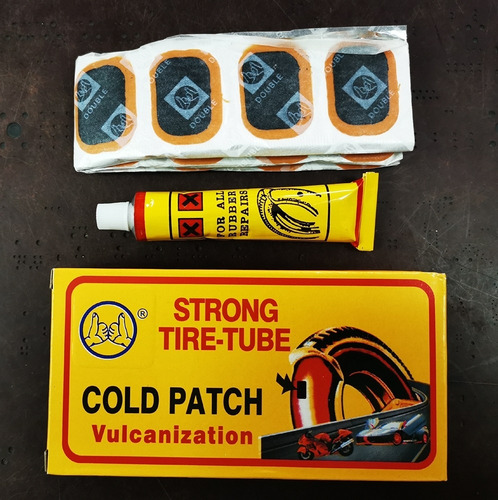 DOUBLE
DOUBLE
DOUBLE
DOUBLE
FOR ALL
RUBBER
REPAIRS
®
STRONG
TIRE-TUBE
COLD PATCH
Vulcanization